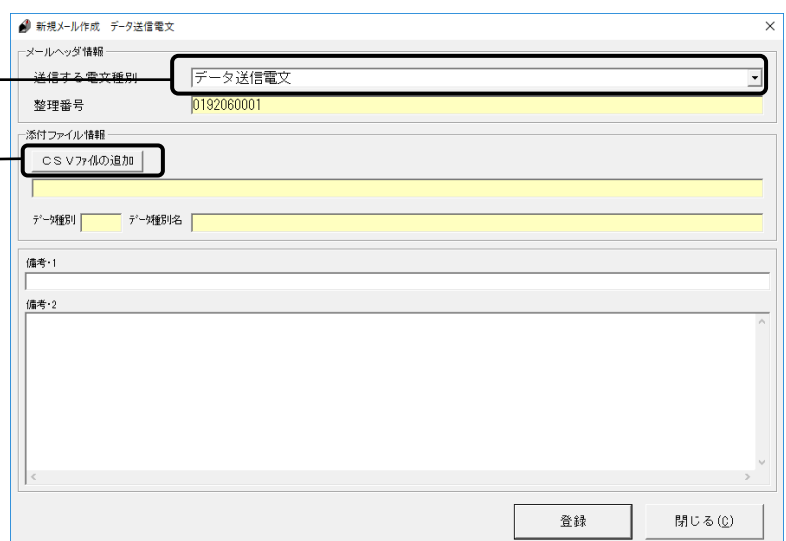 新規メール作成 データ送信電文
メールヘッダ情報
送信する電文種別 データ送信電文
整理番号 0192060001
添付ファイル情報
ＣＳＶﾌｧｲﾙの追加
ﾃﾞｰﾀ種別 ﾃﾞｰﾀ種別名
備考･1
備考･2
登録 閉じる(C)